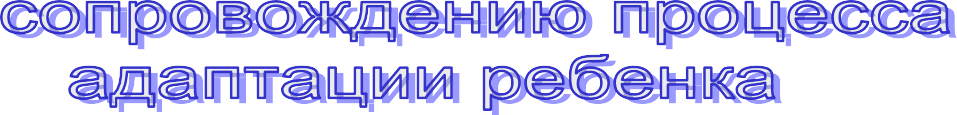 сопровождению процесса
адаптации ребенка